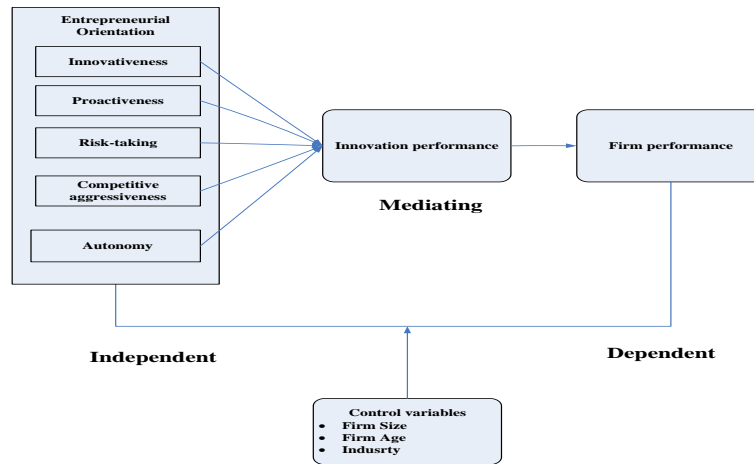 Entrepreneurial
Orientation
Innovativeness
Proactiveness
Risk-taking
Competitive
aggressiveness
Autonomy
Innovation performance
Firm performance
Mediating
Independent
Dependent
Control variables
• Firm Size
• Firm Age
• Indusrty